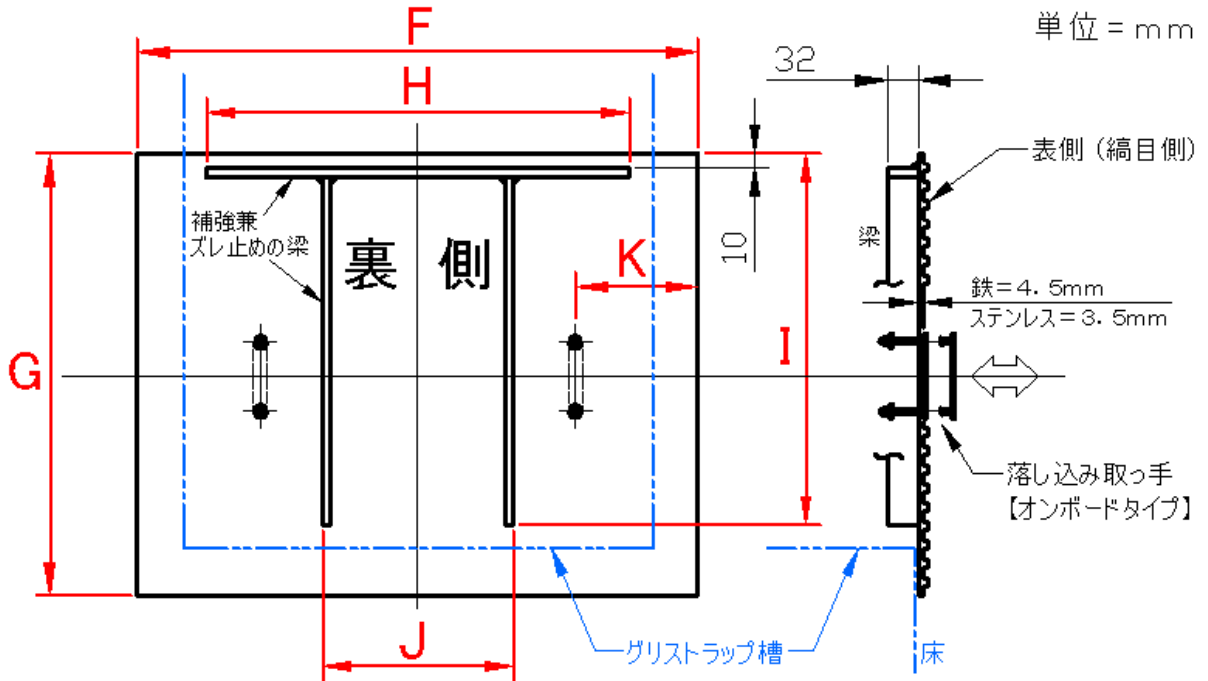 単位=mm
F
32
H
表側(縞目側)
補強兼
ズレ止めの梁
裏側
K
10
梁
鉄=4.5mm
ステンレス=3.5mm
G
I
落し込み取っ手
【オンボードタイプ】
J
グリストラップ槽
床